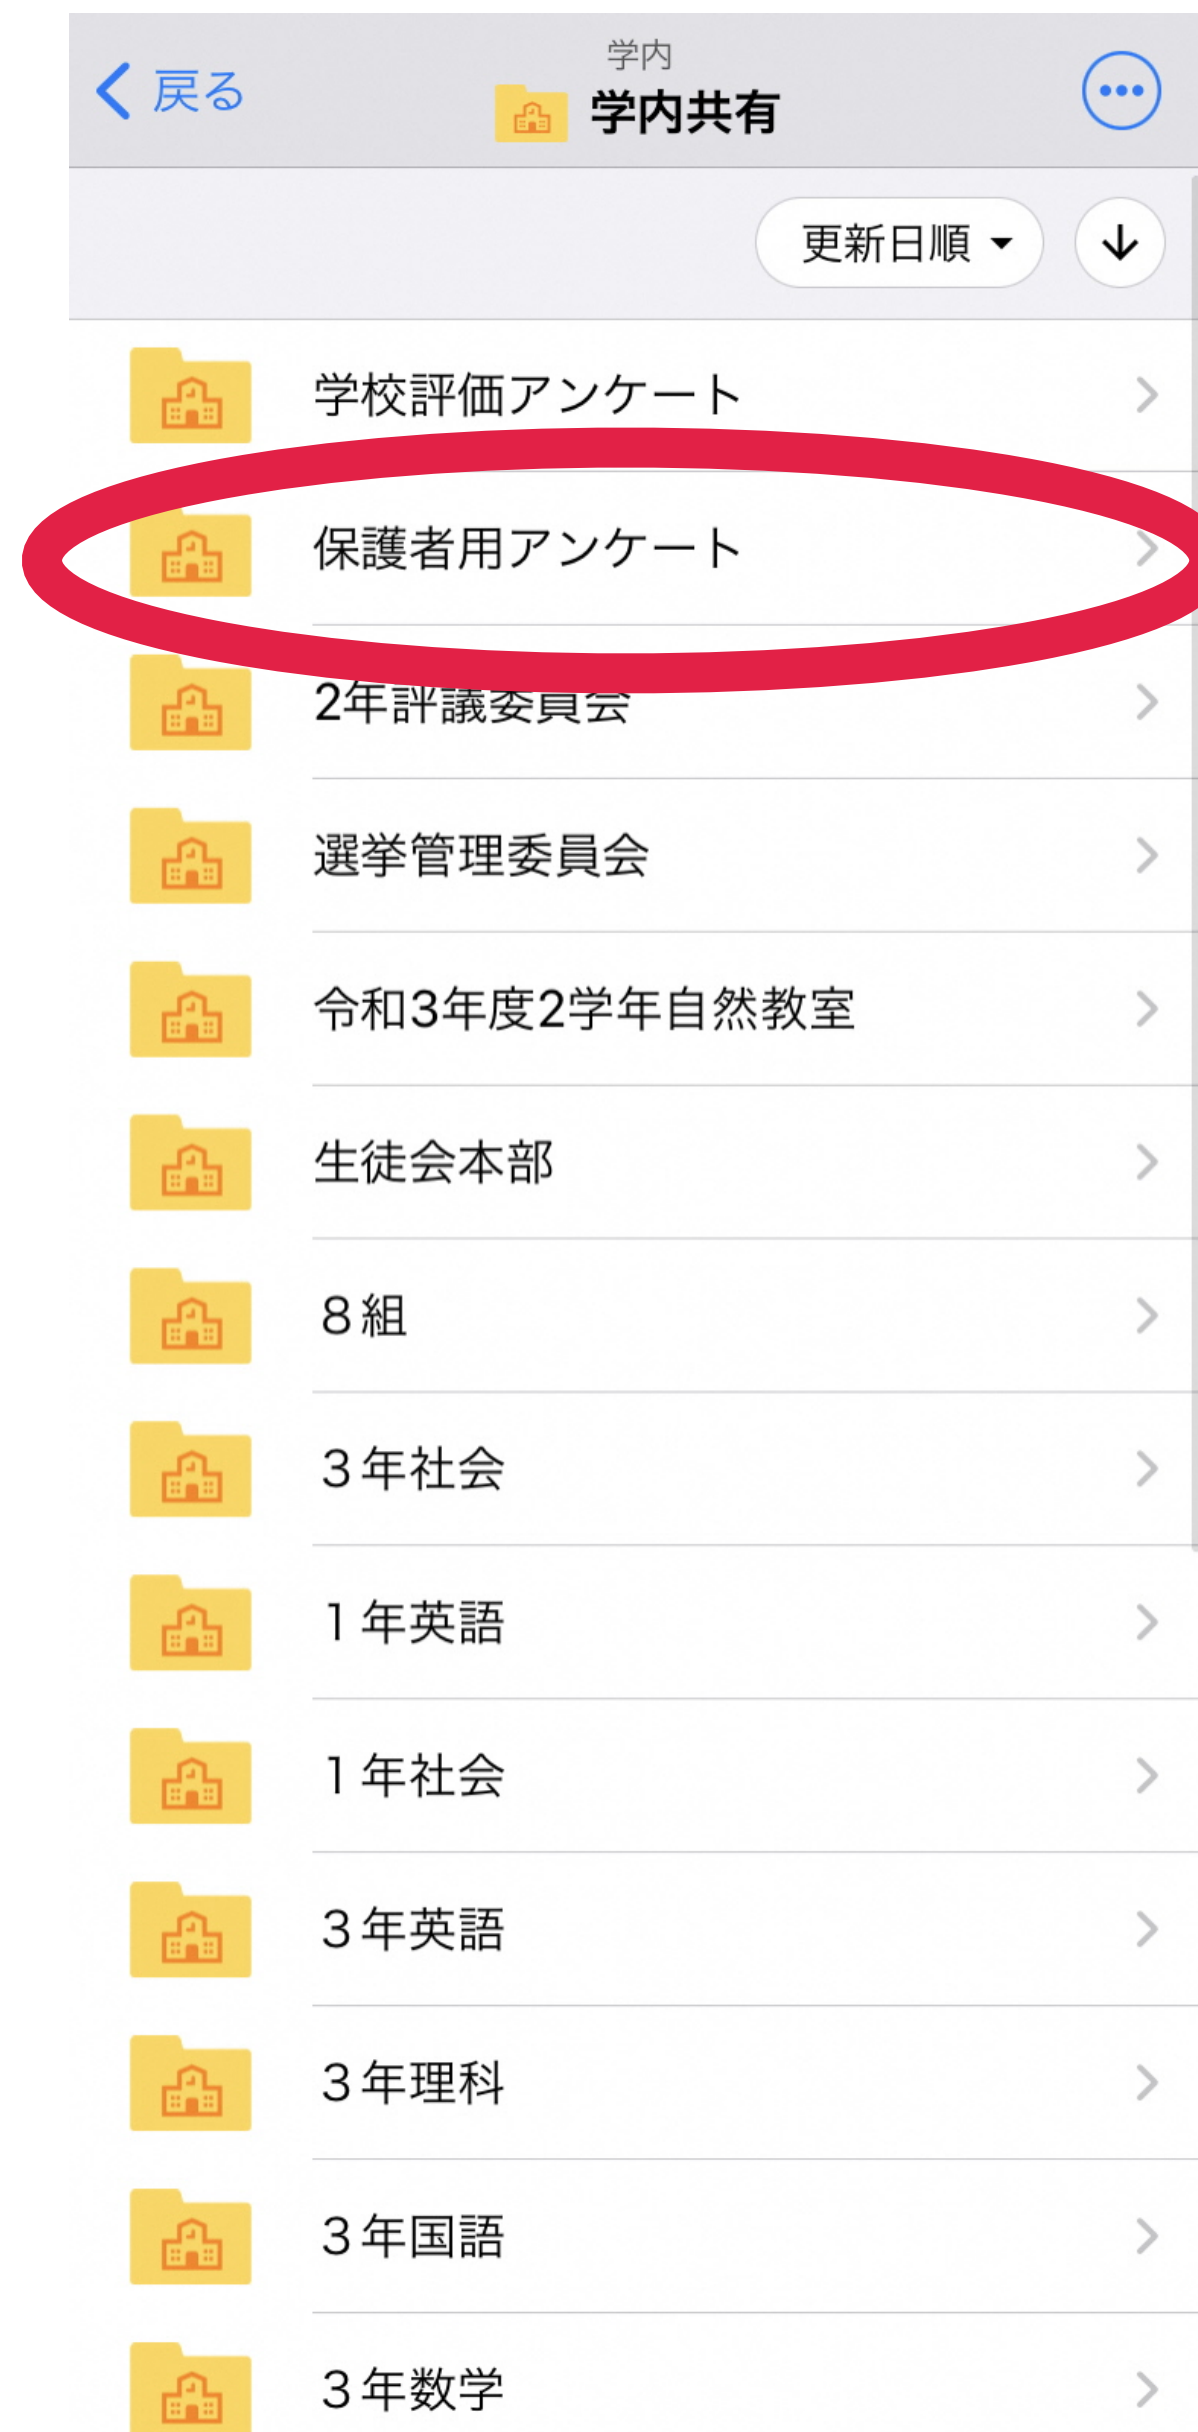 戻る
学内
学内共有
更新日順
学校評価アンケート
保護者用アンケート
2年評議委員会
選挙管理委員会
令和3年度2学年自然教室
生徒会本部
８組
３年社会
１年英語
１年社会
３年英語
３年理科
３年国語
３年数学